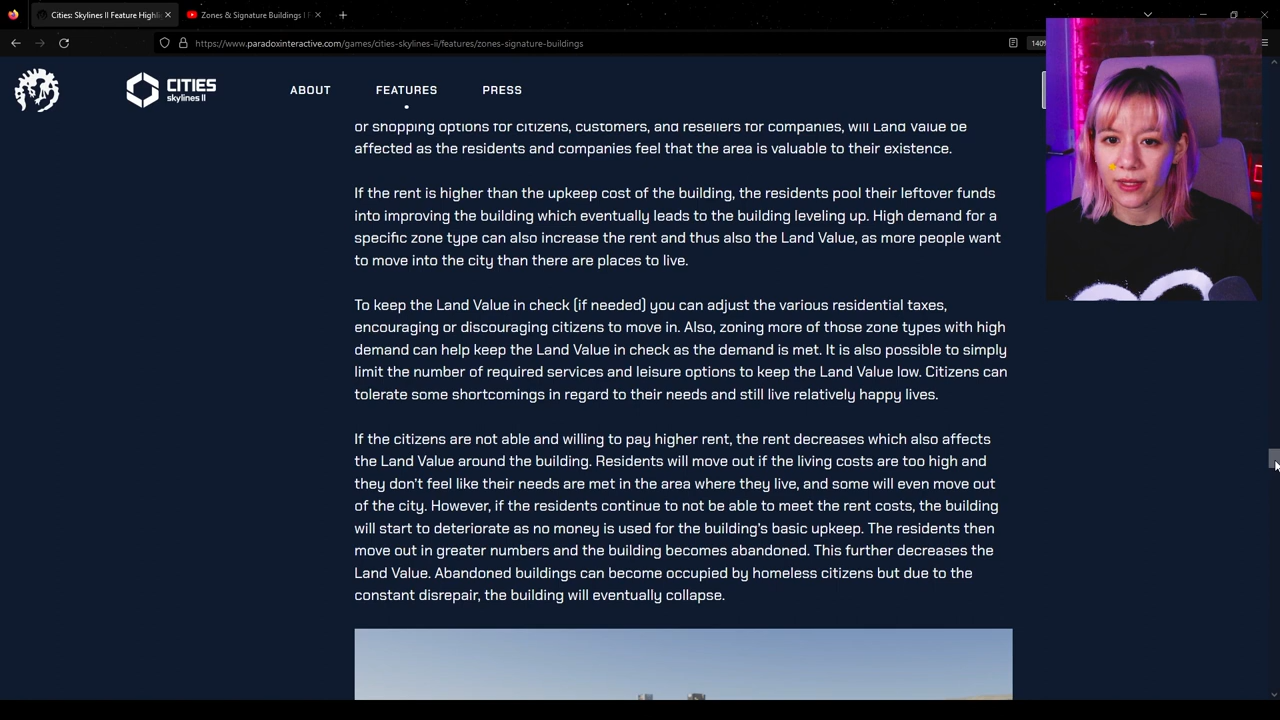 Cities: Skylines II Feature Highli
Zones & Signature Buildings | F
https://www.paradoxinteractive.com/games/cities-skylines-ii/features/zones-signature-buildings
140%
CITIES
skylines II
ABOUT
FEATURES
PRESS
or shopping options for citizens, customers, and resellers for companies, will Land Value be
affected as the residents and companies feel that the area is valuable to their existence.
If the rent is higher than the upkeep cost of the building, the residents pool their leftover funds
into improving the building which eventually leads to the building leveling up. High demand for a
specific zone type can also increase the rent and thus also the Land Value, as more people want
to move into the city than there are places to live.
To keep the Land Value in check (if needed) you can adjust the various residential taxes,
encouraging or discouraging citizens to move in. Also, zoning more of those zone types with high
demand can help keep the Land Value in check as the demand is met. It is also possible to simply
limit the number of required services and leisure options to keep the Land Value low. Citizens can
tolerate some shortcomings in regard to their needs and still live relatively happy lives.
If the citizens are not able and willing to pay higher rent, the rent decreases which also affects
the Land Value around the building. Residents will move out if the living costs are too high and
they don't feel like their needs are met in the area where they live, and some will even move out
of the city. However, if the residents continue to not be able to meet the rent costs, the building
will start to deteriorate as no money is used for the building's basic upkeep. The residents then
move out in greater numbers and the building becomes abandoned. This further decreases the
Land Value. Abandoned buildings can become occupied by homeless citizens but due to the
constant disrepair, the building will eventually collapse.